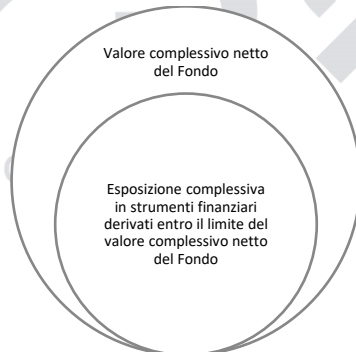 Valore complessivo netto
del Fondo
Esposizione complessiva
in strumenti finanziari
derivati entro il limite del
valore complessivo netto
del Fondo